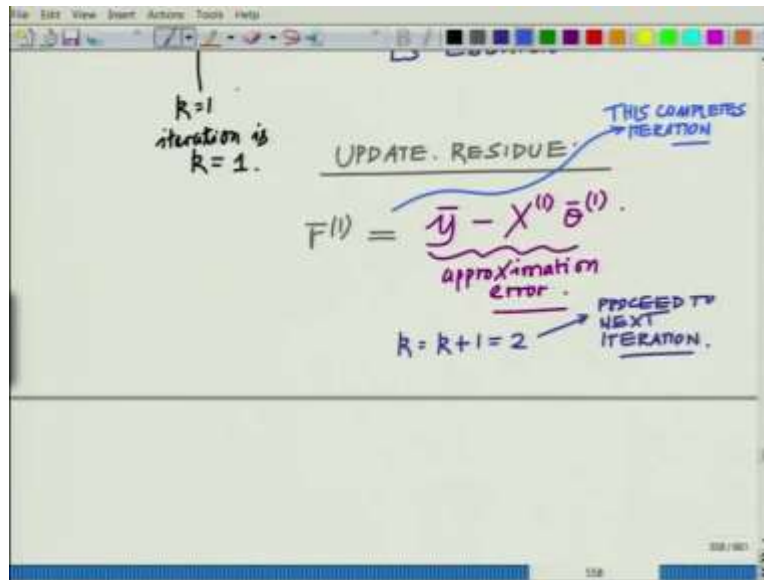 File Edit View Insert Actions Tools Help
k=1
iteration is
k = 1.
THIS COMPLETES
ITERATION
UPDATE. RESIDUE.
r̄⁽¹⁾ = ȳ − X⁽¹⁾ θ̄⁽¹⁾.
approximation
error.
k = k+1 = 2
PROCEED TO
NEXT
ITERATION.
558